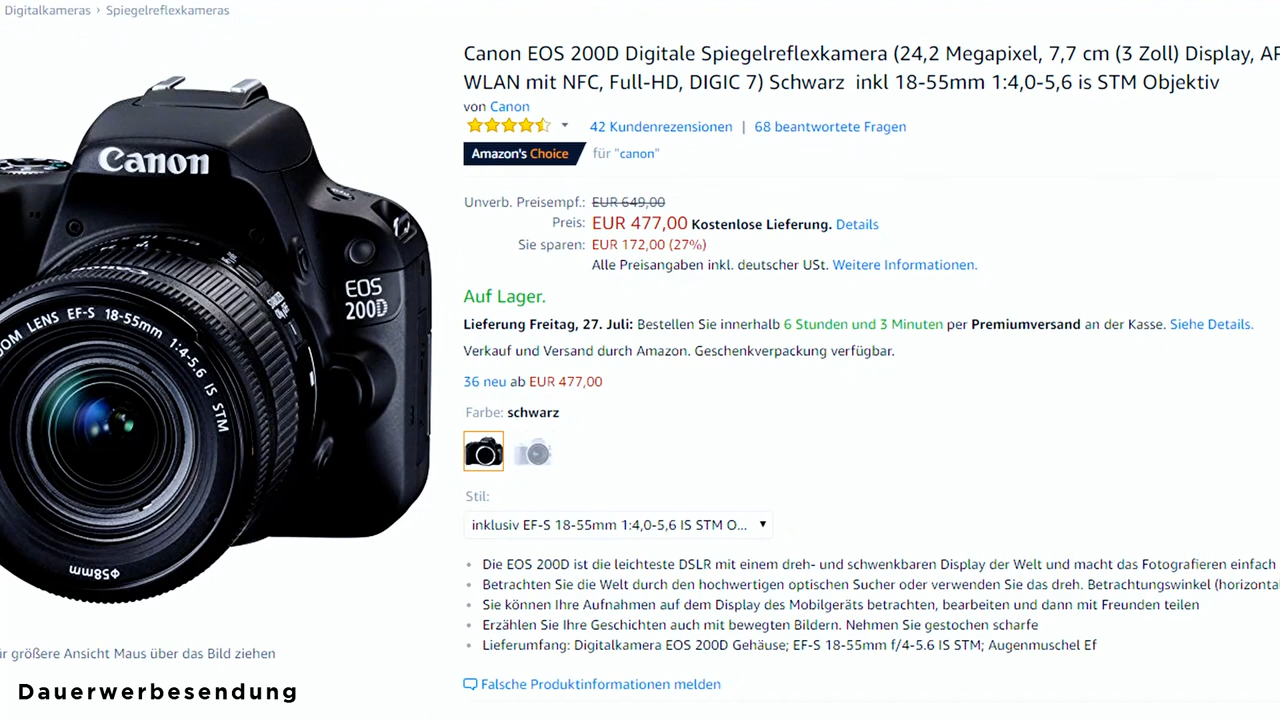 Digitalkameras › Spiegelreflexkameras
Canon EOS 200D Digitale Spiegelreflexkamera (24,2 Megapixel, 7,7 cm (3 Zoll) Display, AF
WLAN mit NFC, Full-HD, DIGIC 7) Schwarz inkl 18-55mm 1:4,0-5,6 is STM Objektiv
von Canon
42 Kundenrezensionen | 68 beantwortete Fragen
Amazon's Choice für "canon"
Unverb. Preisempf.: EUR 649,00
Preis: EUR 477,00 Kostenlose Lieferung. Details
Sie sparen: EUR 172,00 (27%)
Alle Preisangaben inkl. deutscher USt. Weitere Informationen.
Auf Lager.
Lieferung Freitag, 27. Juli: Bestellen Sie innerhalb 6 Stunden und 3 Minuten per Premiumversand an der Kasse. Siehe Details.
Verkauf und Versand durch Amazon. Geschenkverpackung verfügbar.
36 neu ab EUR 477,00
Farbe: schwarz
Stil:
inklusiv EF-S 18-55mm 1:4,0-5,6 IS STM O...
Die EOS 200D ist die leichteste DSLR mit einem dreh- und schwenkbaren Display der Welt und macht das Fotografieren einfach
Betrachten Sie die Welt durch den hochwertigen optischen Sucher oder verwenden Sie das dreh. Betrachtungswinkel (horizonta
Sie können Ihre Aufnahmen auf dem Display des Mobilgeräts betrachten, bearbeiten und dann mit Freunden teilen
Erzählen Sie Ihre Geschichten auch mit bewegten Bildern. Nehmen Sie gestochen scharfe
Lieferumfang: Digitalkamera EOS 200D Gehäuse; EF-S 18-55mm f/4-5.6 IS STM; Augenmuschel Ef
Falsche Produktinformationen melden
Canon
EOS
200D
OM LENS EF-S 18-55mm 1:4-5.6 IS STM
Canon
ø58mm
ür größere Ansicht Maus über das Bild ziehen
Dauerwerbesendung